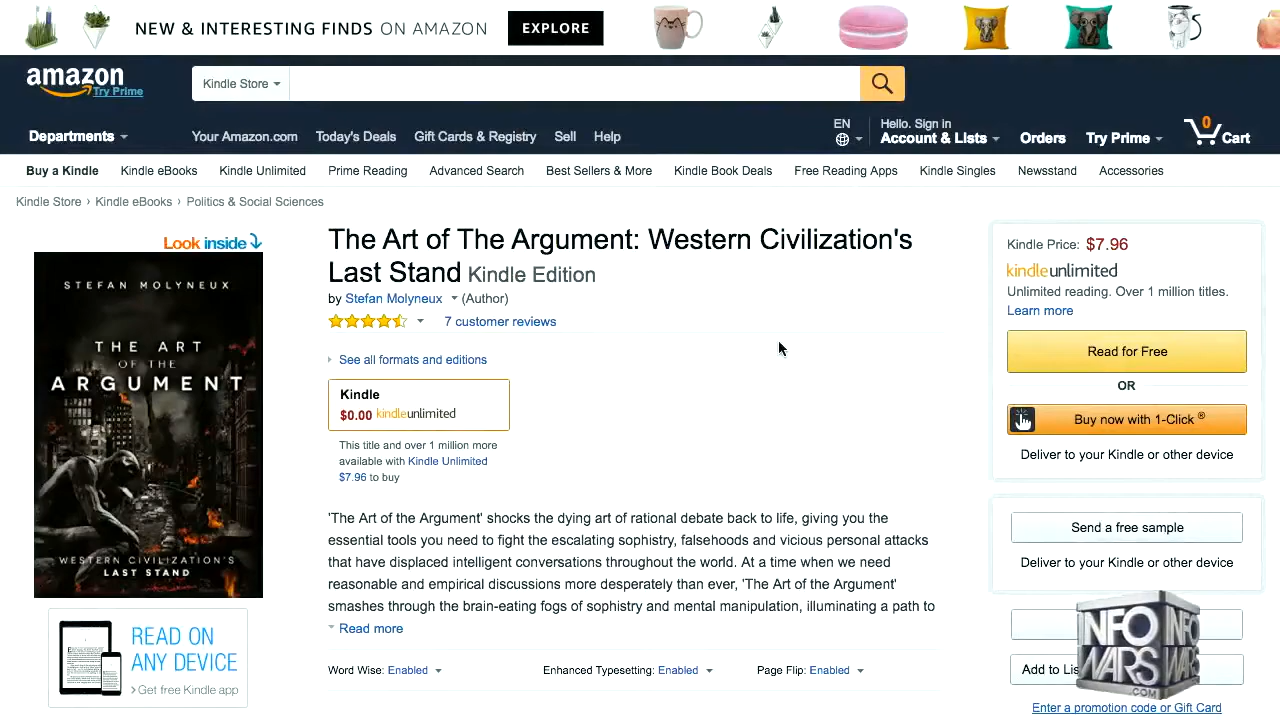 NEW & INTERESTING FINDS ON AMAZON EXPLORE
amazon
Try Prime
Kindle Store
Departments
Your Amazon.com Today's Deals Gift Cards & Registry Sell Help
EN
Hello. Sign in
Account & Lists
Orders
Try Prime
0
Cart
Buy a Kindle Kindle eBooks Kindle Unlimited Prime Reading Advanced Search Best Sellers & More Kindle Book Deals Free Reading Apps Kindle Singles Newsstand Accessories
Kindle Store › Kindle eBooks › Politics & Social Sciences
Look inside
STEFAN MOLYNEUX
THE ART
OF THE
ARGUMENT
WESTERN CIVILIZATION'S
LAST STAND
READ ON
ANY DEVICE
› Get free Kindle app
The Art of The Argument: Western Civilization's
Last Stand Kindle Edition
by Stefan Molyneux (Author)
7 customer reviews
See all formats and editions
Kindle
$0.00 kindleunlimited
This title and over 1 million more
available with Kindle Unlimited
$7.96 to buy
'The Art of the Argument' shocks the dying art of rational debate back to life, giving you the
essential tools you need to fight the escalating sophistry, falsehoods and vicious personal attacks
that have displaced intelligent conversations throughout the world. At a time when we need
reasonable and empirical discussions more desperately than ever, 'The Art of the Argument'
smashes through the brain-eating fogs of sophistry and mental manipulation, illuminating a path to
Read more
Word Wise: Enabled Enhanced Typesetting: Enabled Page Flip: Enabled
Kindle Price: $7.96
kindleunlimited
Unlimited reading. Over 1 million titles.
Learn more
Read for Free
OR
Buy now with 1-Click ®
Deliver to your Kindle or other device
Send a free sample
Deliver to your Kindle or other device
Add to Lis
INFO
WARS
.COM
INFO
WARS
Enter a promotion code or Gift Card